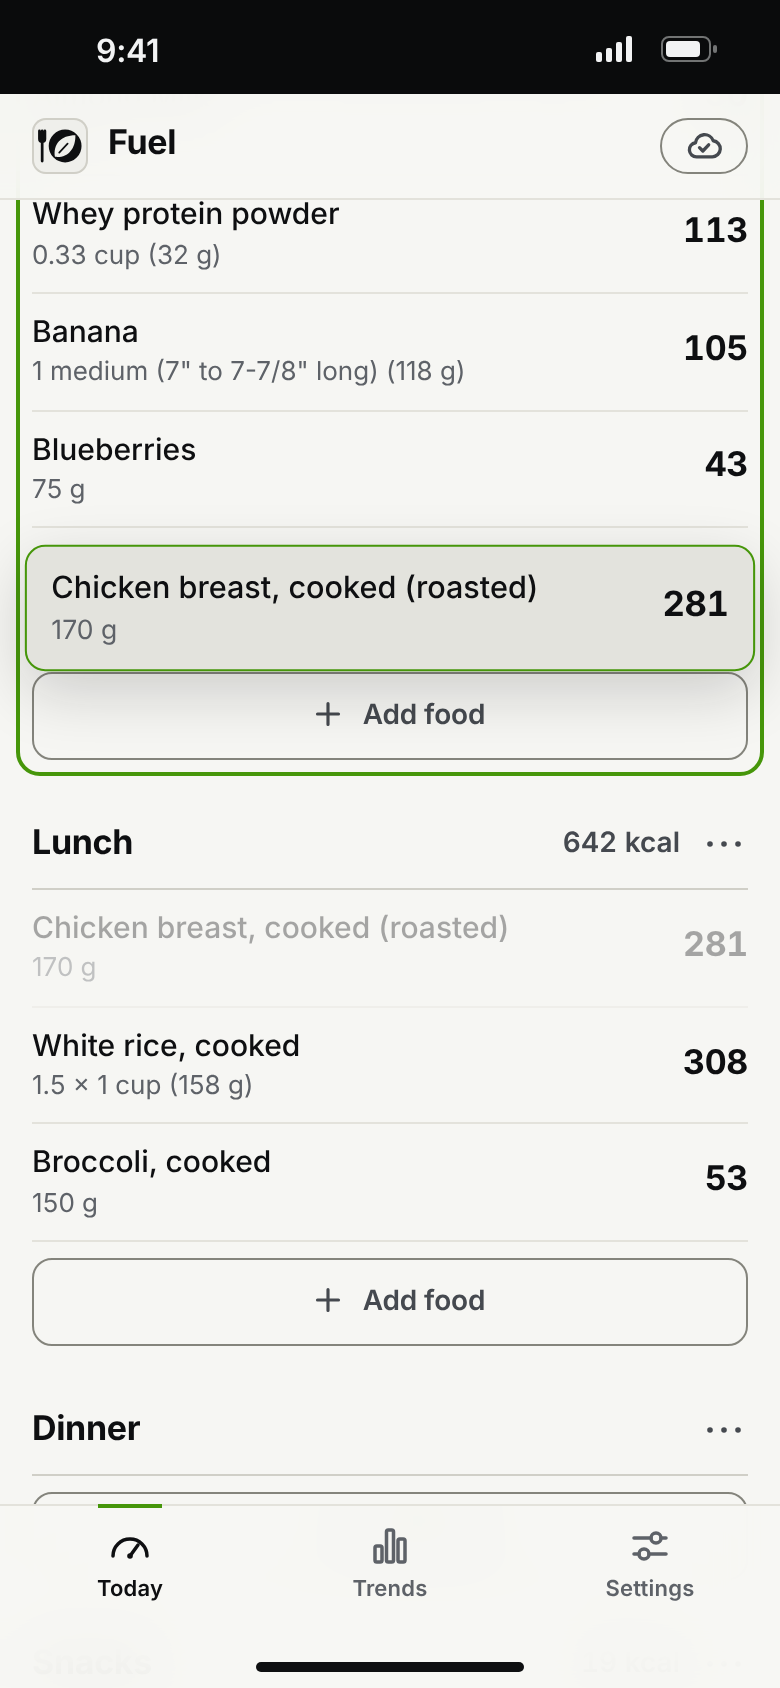 9:41
Fuel
Whey protein powder
113
0.33 cup (32 g)
Banana
105
1 medium (7" to 7-7/8" long) (118 g)
Blueberries
43
75 g
Chicken breast, cooked (roasted)
281
170 g
+ Add food
Lunch 642 kcal ...
Chicken breast, cooked (roasted)
281
170 g
White rice, cooked
308
1.5 × 1 cup (158 g)
Broccoli, cooked
53
150 g
+ Add food
Dinner ...
Today Trends Settings
Snacks